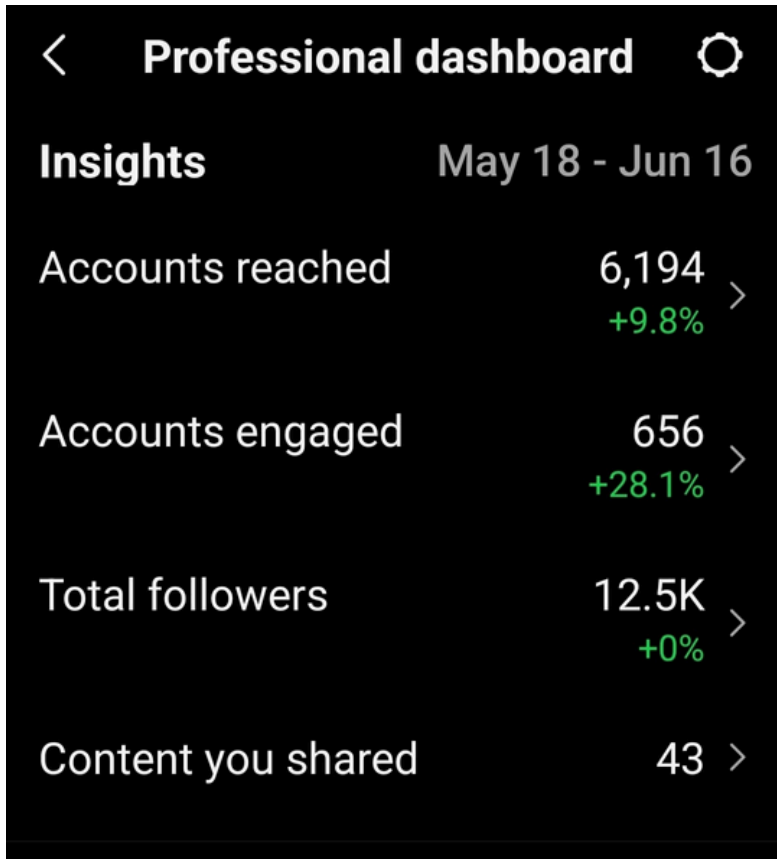 Professional dashboard
Insights May 18 - Jun 16
Accounts reached 6,194
+9.8%
Accounts engaged 656
+28.1%
Total followers 12.5K
+0%
Content you shared 43